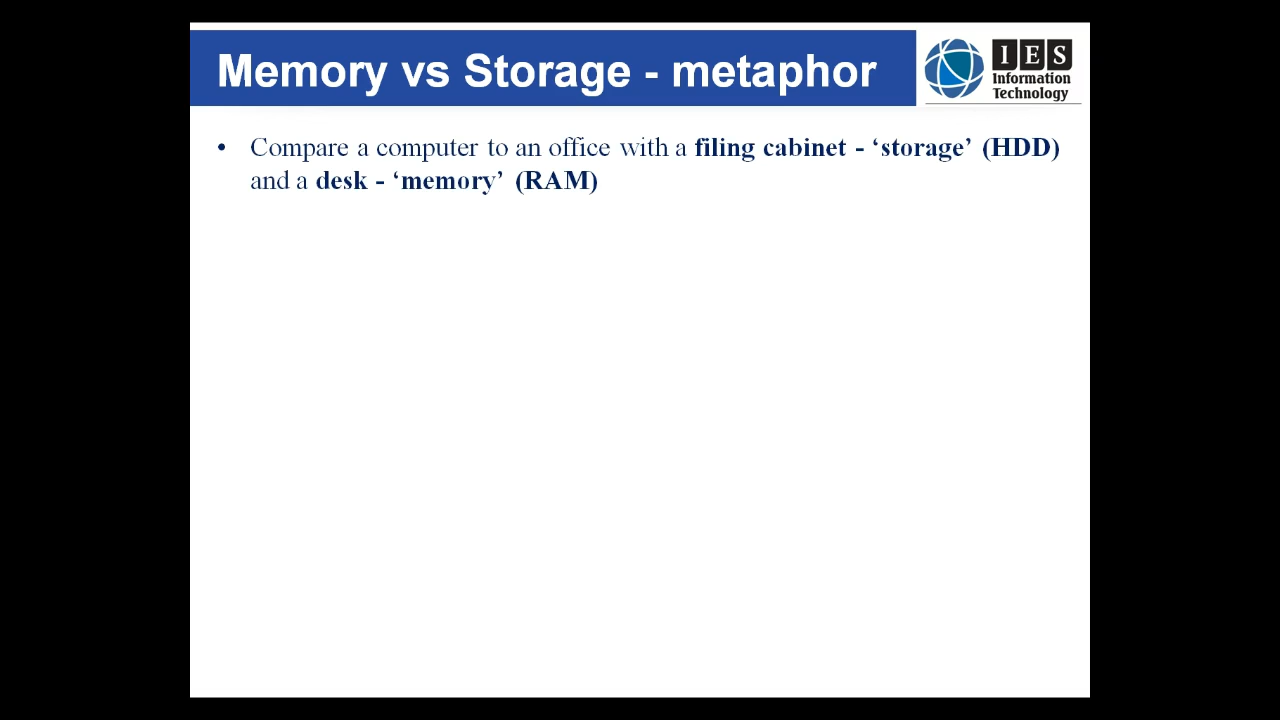 Memory vs Storage - metaphor
IES
Information
Technology
• Compare a computer to an office with a filing cabinet - ‘storage’ (HDD)
and a desk - ‘memory’ (RAM)